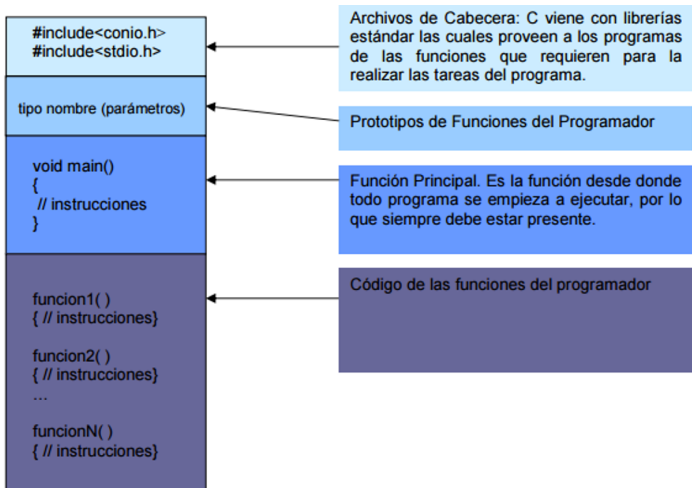 #include<conio.h>
#include<stdio.h>
Archivos de Cabecera: C viene con librerías
estándar las cuales proveen a los programas
de las funciones que requieren para la
realizar las tareas del programa.
tipo nombre (parámetros)
Prototipos de Funciones del Programador
void main()
{
// instrucciones
}
Función Principal. Es la función desde donde
todo programa se empieza a ejecutar, por lo
que siempre debe estar presente.
funcion1( )
{ // instrucciones}
funcion2( )
{ // instrucciones}
...
funcionN( )
{ // instrucciones}
Código de las funciones del programador